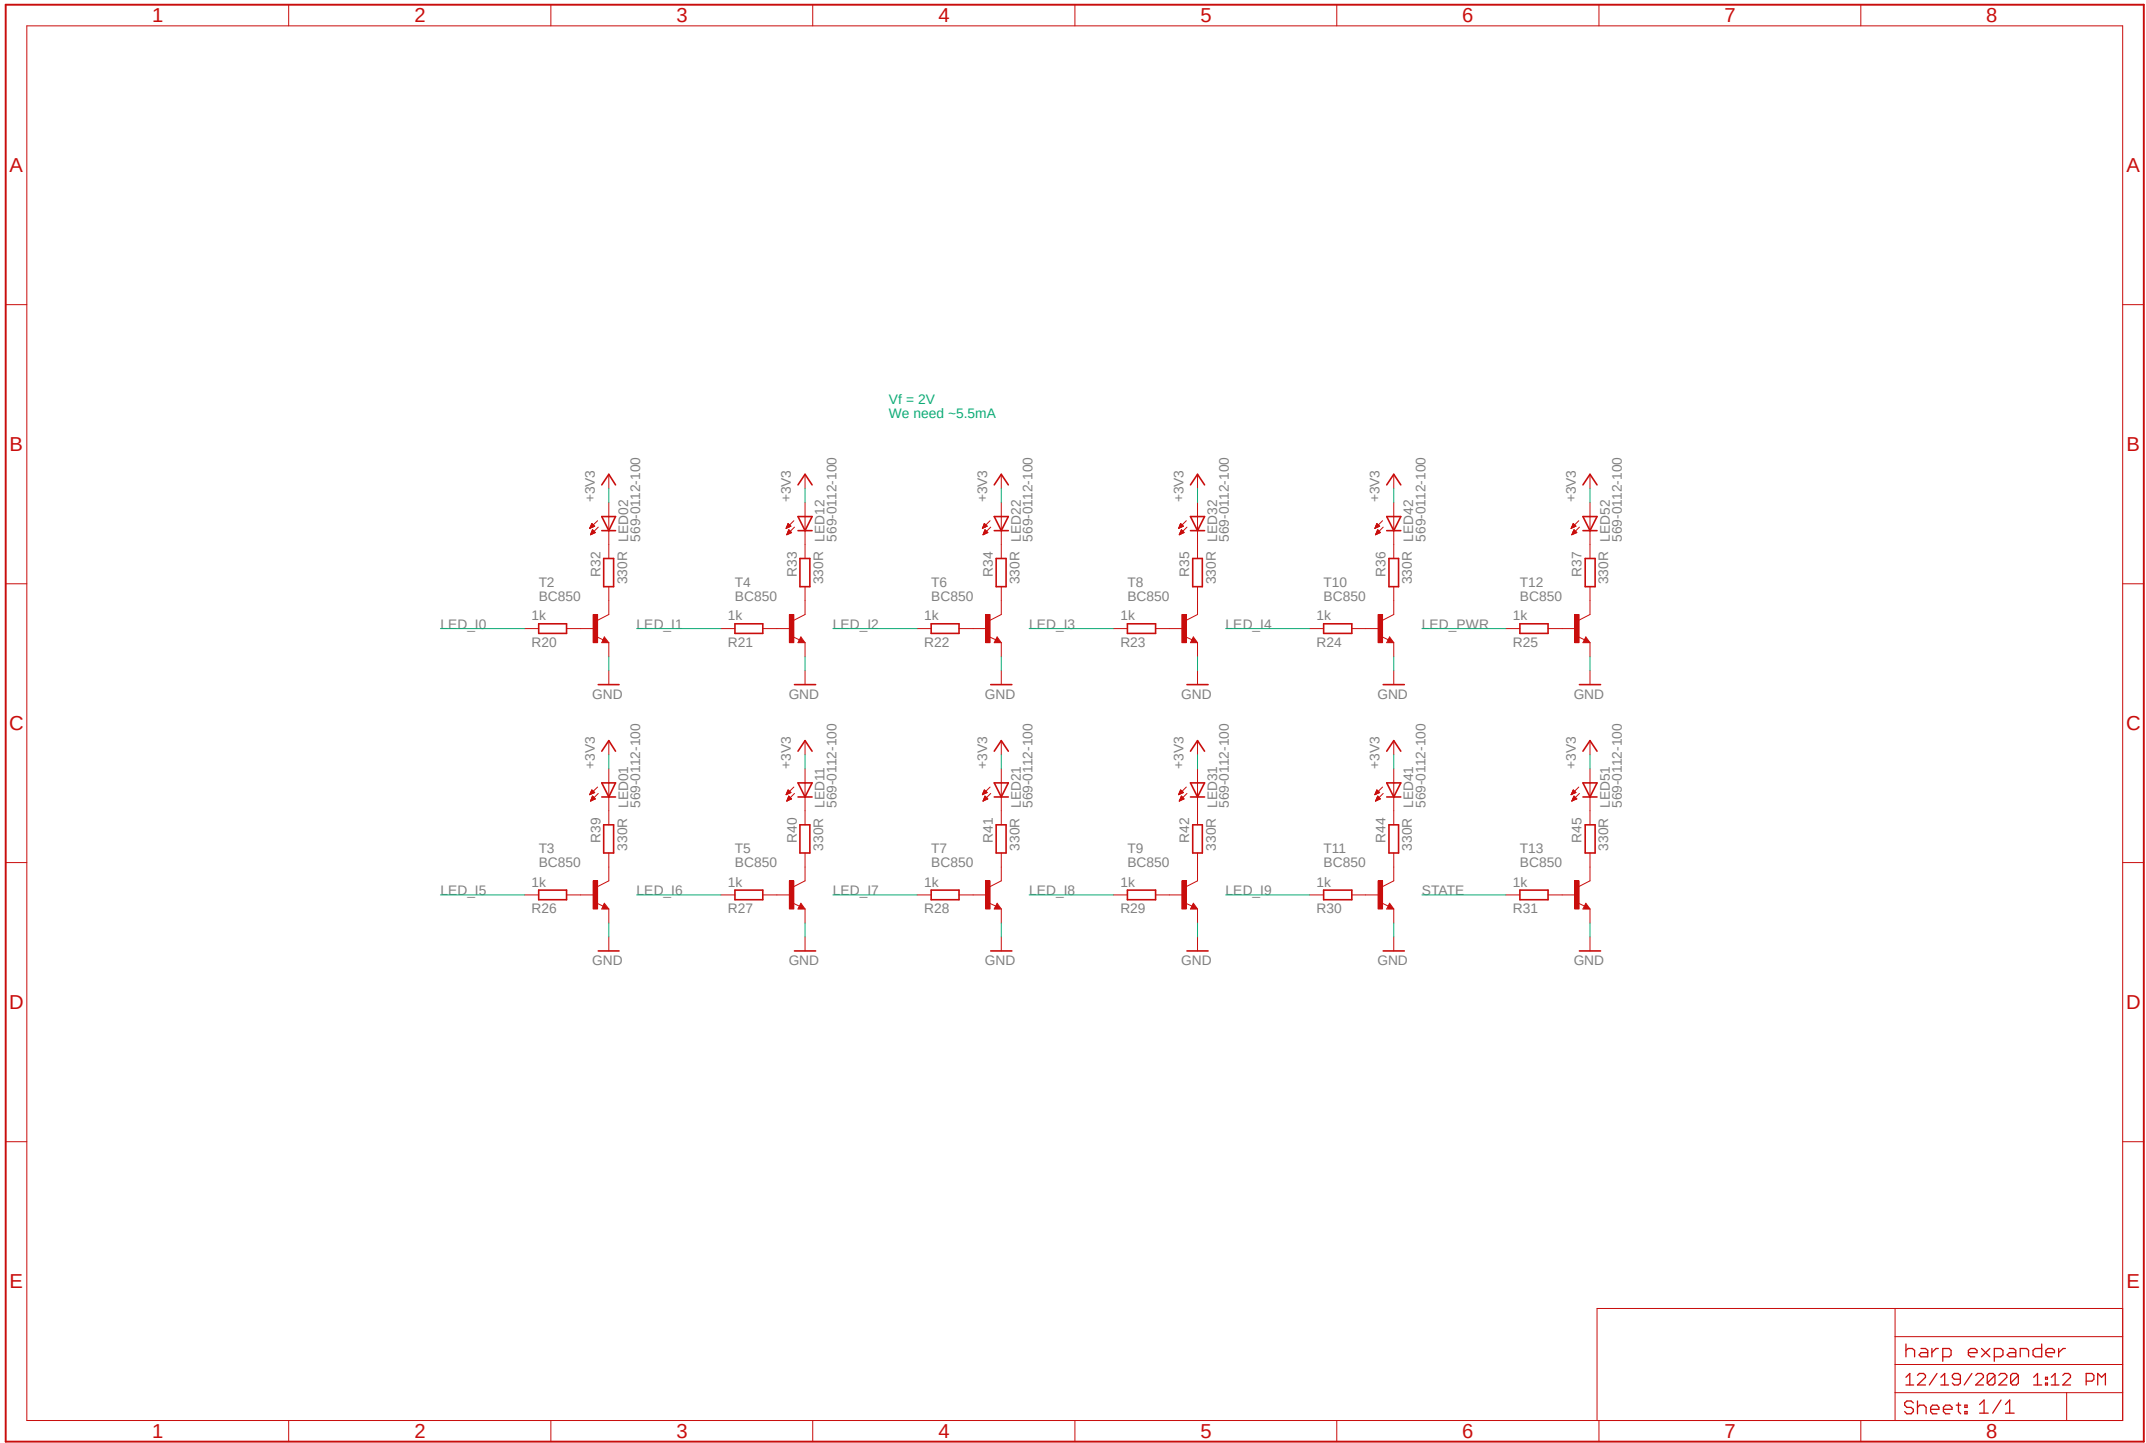 1 2 3 4 5 6 7 8
A A
B B
C C
D D
E E
Vf = 2V
We need ~5.5mA
+3V3 LED02 569-0112-100 R32 330R T2 BC850 LED_I0 1k R20 GND
+3V3 LED12 569-0112-100 R33 330R T4 BC850 LED_I1 1k R21 GND
+3V3 LED22 569-0112-100 R34 330R T6 BC850 LED_I2 1k R22 GND
+3V3 LED32 569-0112-100 R35 330R T8 BC850 LED_I3 1k R23 GND
+3V3 LED42 569-0112-100 R36 330R T10 BC850 LED_I4 1k R24 GND
+3V3 LED52 569-0112-100 R37 330R T12 BC850 LED_PWR 1k R25 GND
+3V3 LED01 569-0112-100 R39 330R T3 BC850 LED_I5 1k R26 GND
+3V3 LED11 569-0112-100 R40 330R T5 BC850 LED_I6 1k R27 GND
+3V3 LED21 569-0112-100 R41 330R T7 BC850 LED_I7 1k R28 GND
+3V3 LED31 569-0112-100 R42 330R T9 BC850 LED_I8 1k R29 GND
+3V3 LED41 569-0112-100 R44 330R T11 BC850 LED_I9 1k R30 GND
+3V3 LED51 569-0112-100 R45 330R T13 BC850 STATE 1k R31 GND
harp expander
12/19/2020 1:12 PM
Sheet: 1/1
1 2 3 4 5 6 7 8